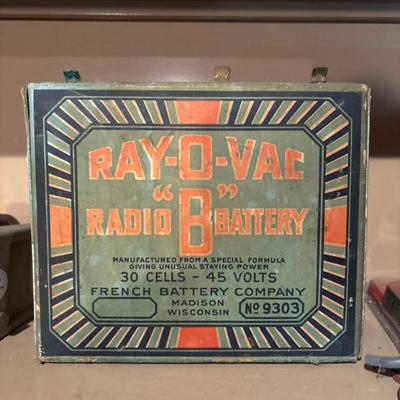 RAY-O-VAC
RADIO "B" BATTERY
MANUFACTURED FROM A SPECIAL FORMULA
GIVING UNUSUAL STAYING POWER
30 CELLS - 45 VOLTS
FRENCH BATTERY COMPANY
MADISON
WISCONSIN
Nº 9303